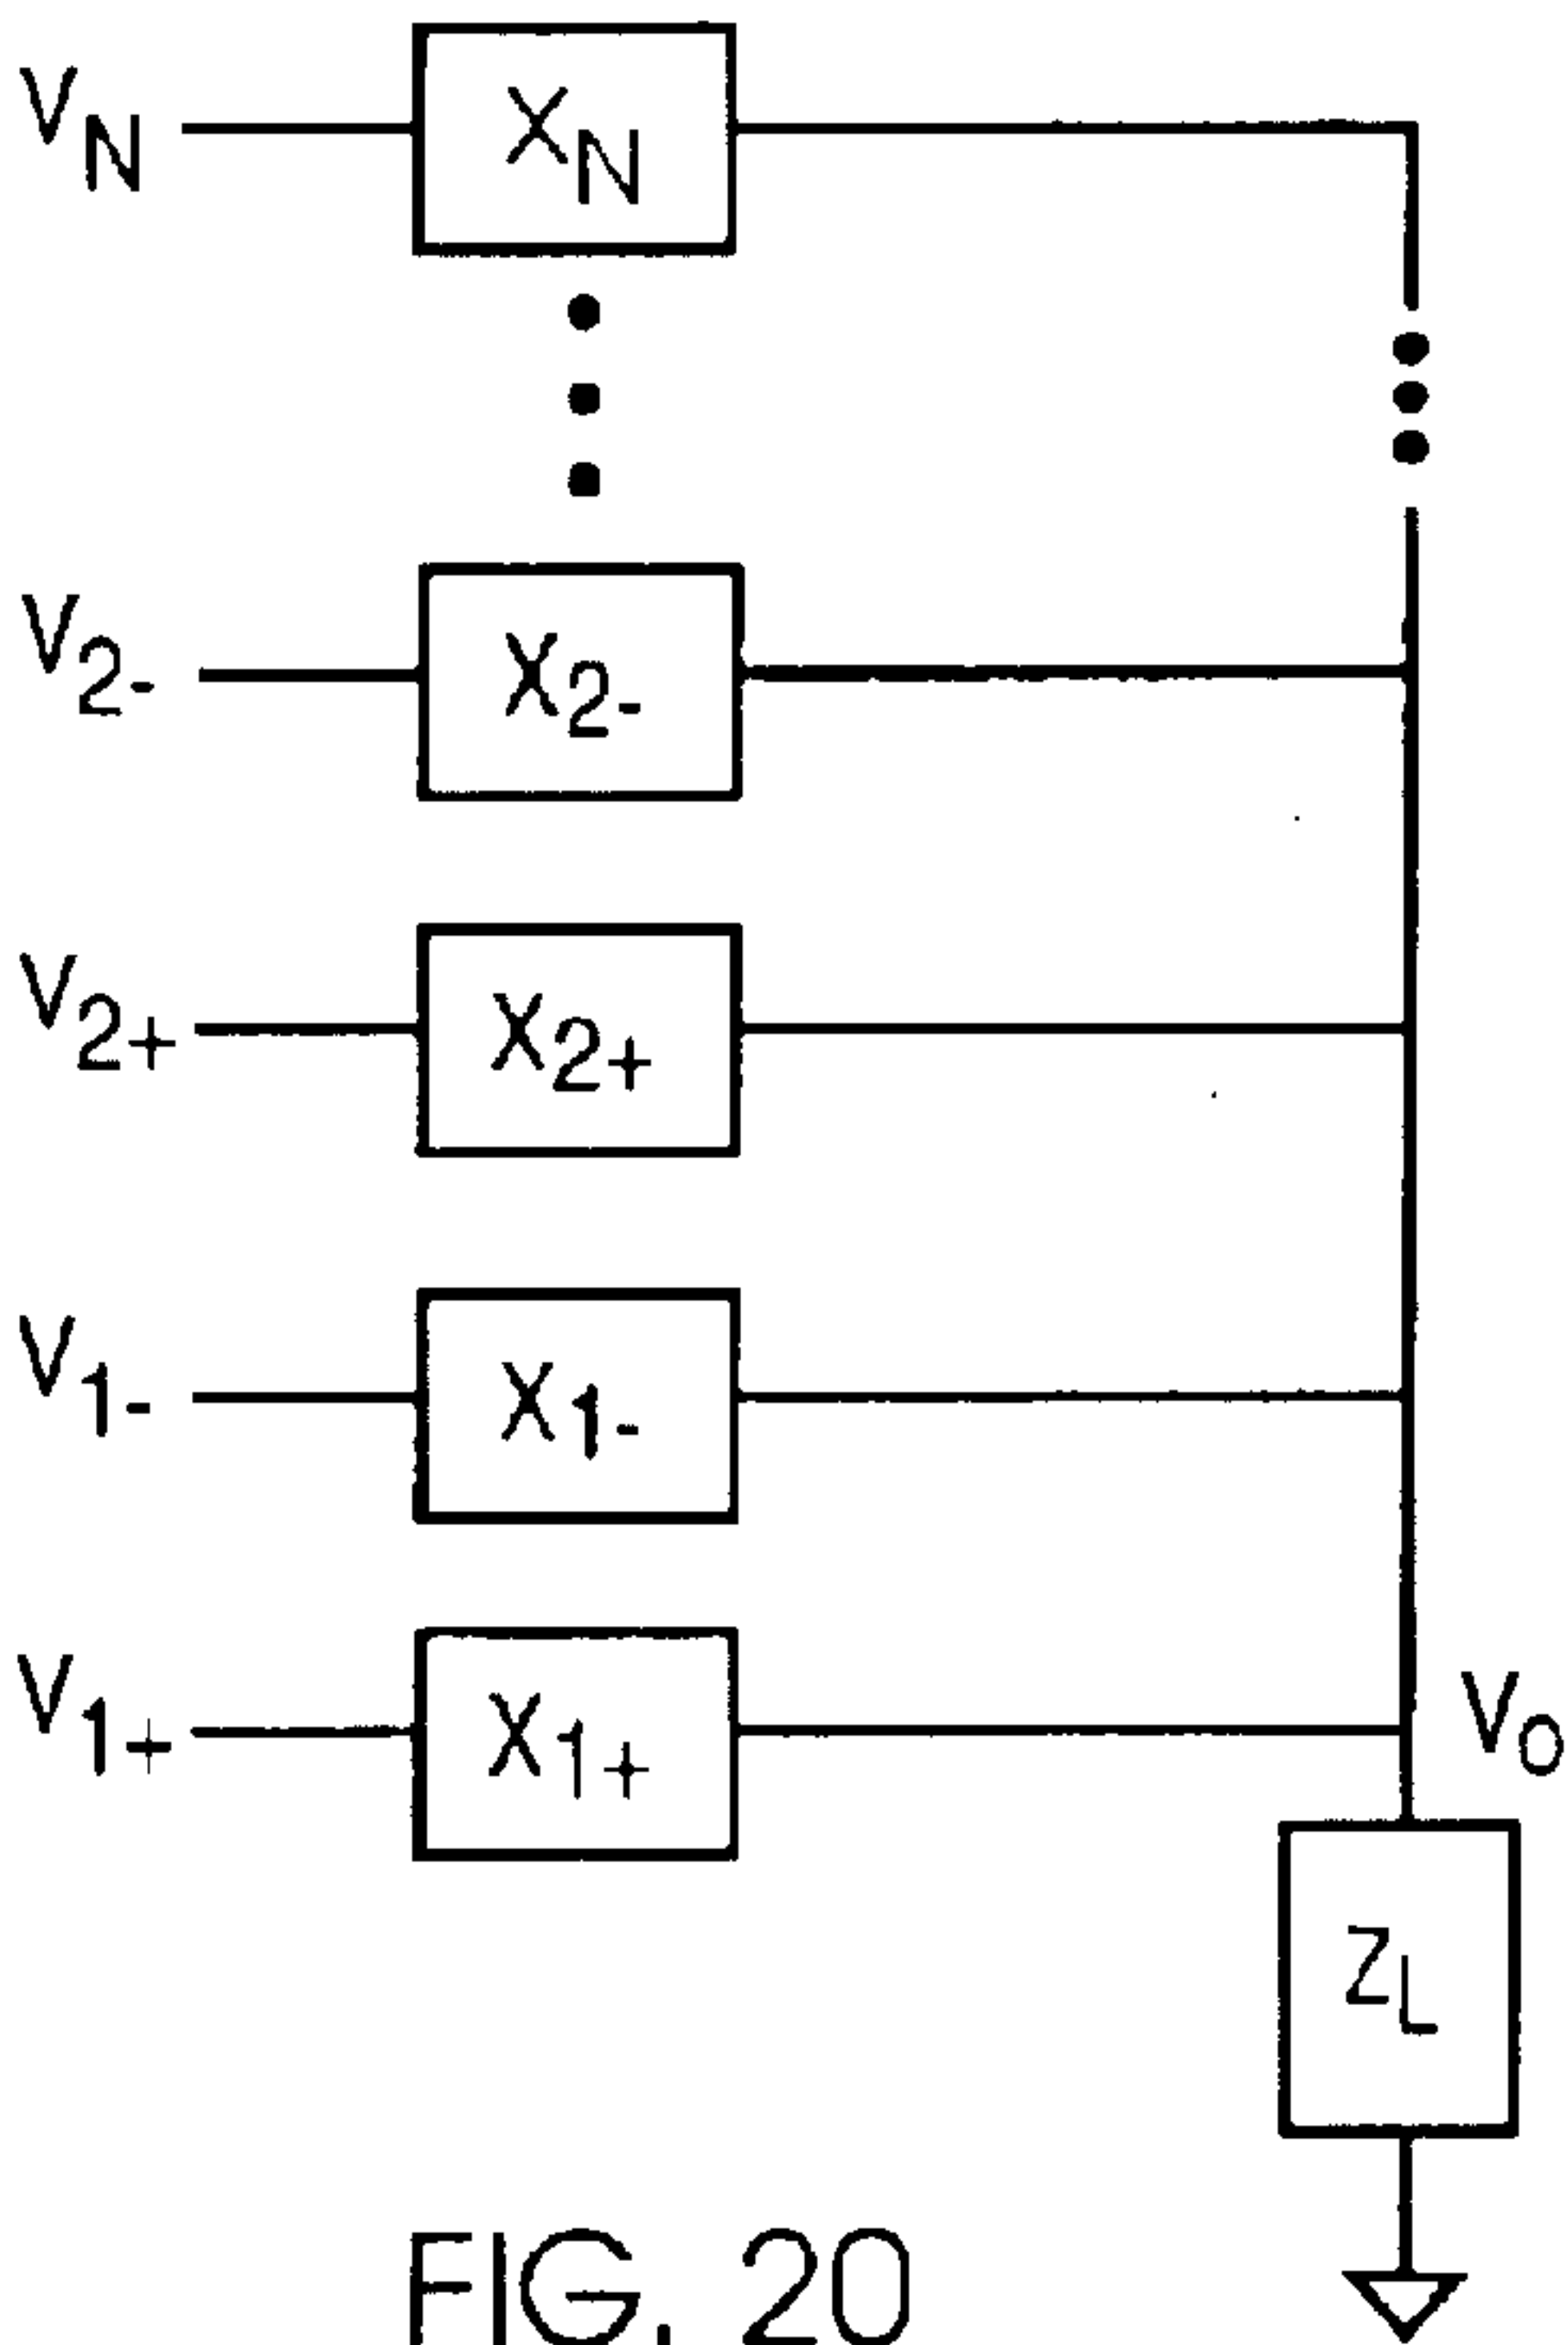 V_N X_N
V_2- X_2-
V_2+ X_2+
V_1- X_1-
V_1+ X_1+ V_O
Z_L
FIG. 20